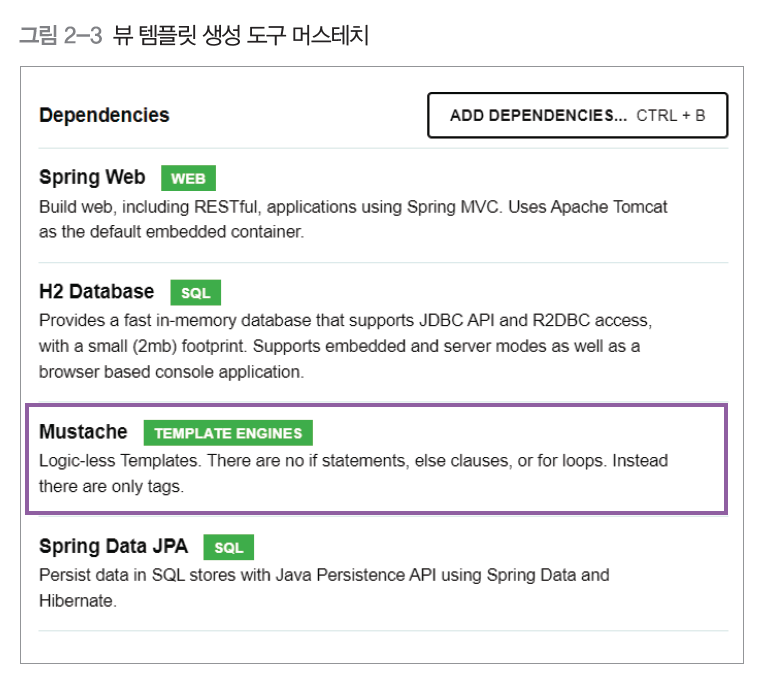 그림 2-3 뷰 템플릿 생성 도구 머스테치
Dependencies
ADD DEPENDENCIES... CTRL + B
Spring Web WEB
Build web, including RESTful, applications using Spring MVC. Uses Apache Tomcat
as the default embedded container.
H2 Database SQL
Provides a fast in-memory database that supports JDBC API and R2DBC access,
with a small (2mb) footprint. Supports embedded and server modes as well as a
browser based console application.
Mustache TEMPLATE ENGINES
Logic-less Templates. There are no if statements, else clauses, or for loops. Instead
there are only tags.
Spring Data JPA SQL
Persist data in SQL stores with Java Persistence API using Spring Data and
Hibernate.